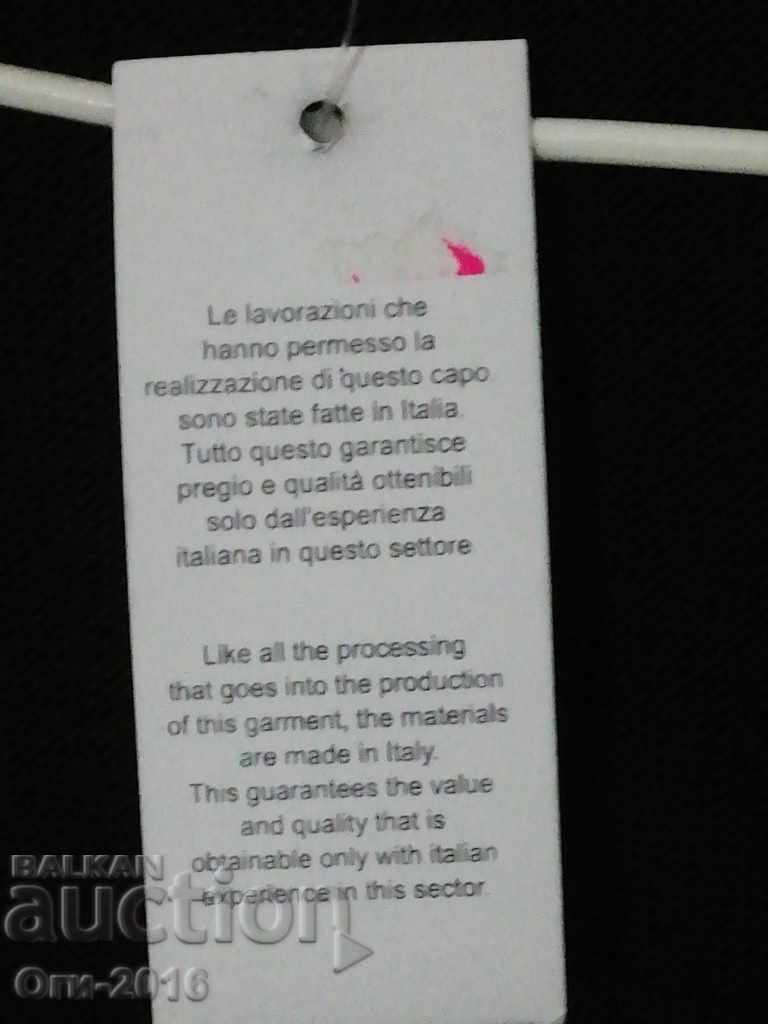 Le lavorazioni che
hanno permesso la
realizzazione di questo capo
sono state fatte in Italia.
Tutto questo garantisce
pregio e qualità ottenibili
solo dall'esperienza
italiana in questo settore
Like all the processing
that goes into the production
of this garment, the materials
are made in Italy.
This guarantees the value
and quality that is
obtainable only with italian
experience in this sector.
BALKAN
auction
Оги-2016